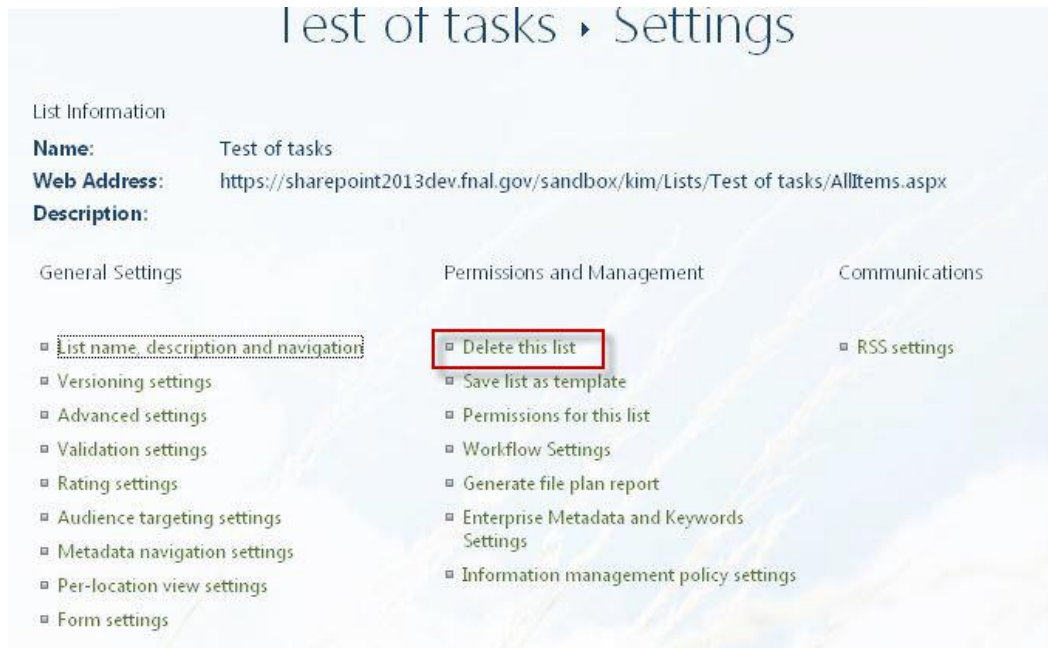 Test of tasks ▸ Settings
List Information
Name: Test of tasks
Web Address: https://sharepoint2013dev.fnal.gov/sandbox/kim/Lists/Test of tasks/AllItems.aspx
Description:
General Settings
List name, description and navigation
Versioning settings
Advanced settings
Validation settings
Rating settings
Audience targeting settings
Metadata navigation settings
Per-location view settings
Form settings
Permissions and Management
Delete this list
Save list as template
Permissions for this list
Workflow Settings
Generate file plan report
Enterprise Metadata and Keywords
Settings
Information management policy settings
Communications
RSS settings